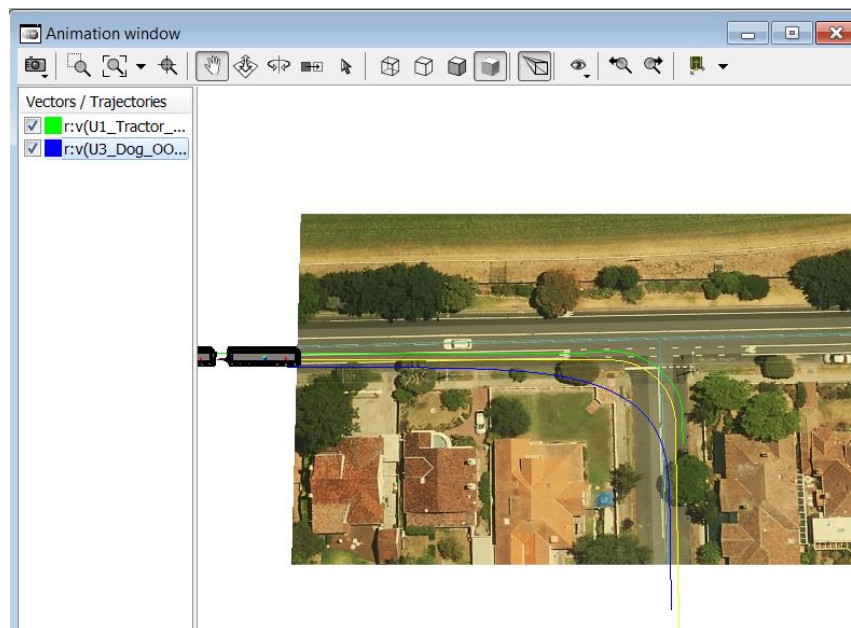 Animation window
Vectors / Trajectories
r:v(U1_Tractor_...
r:v(U3_Dog_OO...